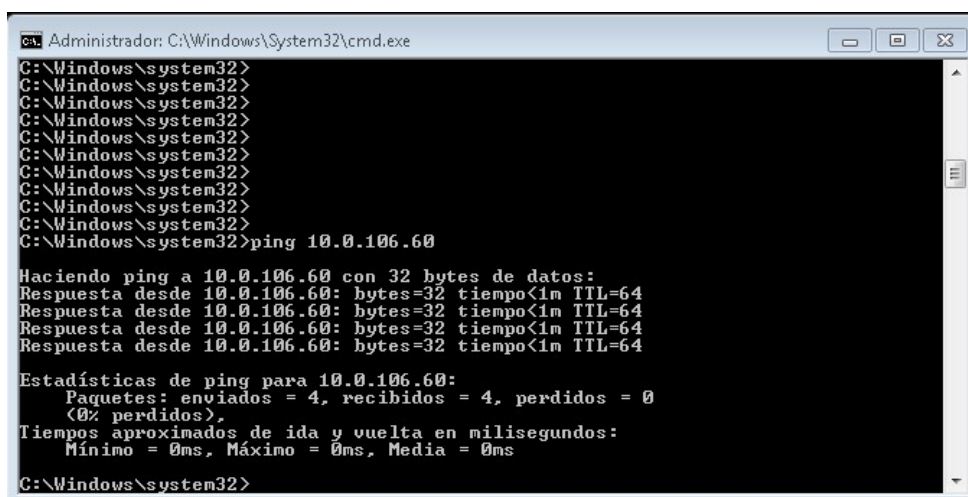 Administrador: C:\Windows\System32\cmd.exe
C:\Windows\system32>
C:\Windows\system32>
C:\Windows\system32>
C:\Windows\system32>
C:\Windows\system32>
C:\Windows\system32>
C:\Windows\system32>
C:\Windows\system32>
C:\Windows\system32>
C:\Windows\system32>
C:\Windows\system32>ping 10.0.106.60
Haciendo ping a 10.0.106.60 con 32 bytes de datos:
Respuesta desde 10.0.106.60: bytes=32 tiempo<1m TTL=64
Respuesta desde 10.0.106.60: bytes=32 tiempo<1m TTL=64
Respuesta desde 10.0.106.60: bytes=32 tiempo<1m TTL=64
Respuesta desde 10.0.106.60: bytes=32 tiempo<1m TTL=64
Estadísticas de ping para 10.0.106.60:
Paquetes: enviados = 4, recibidos = 4, perdidos = 0
(0% perdidos),
Tiempos aproximados de ida y vuelta en milisegundos:
Mínimo = 0ms, Máximo = 0ms, Media = 0ms
C:\Windows\system32>